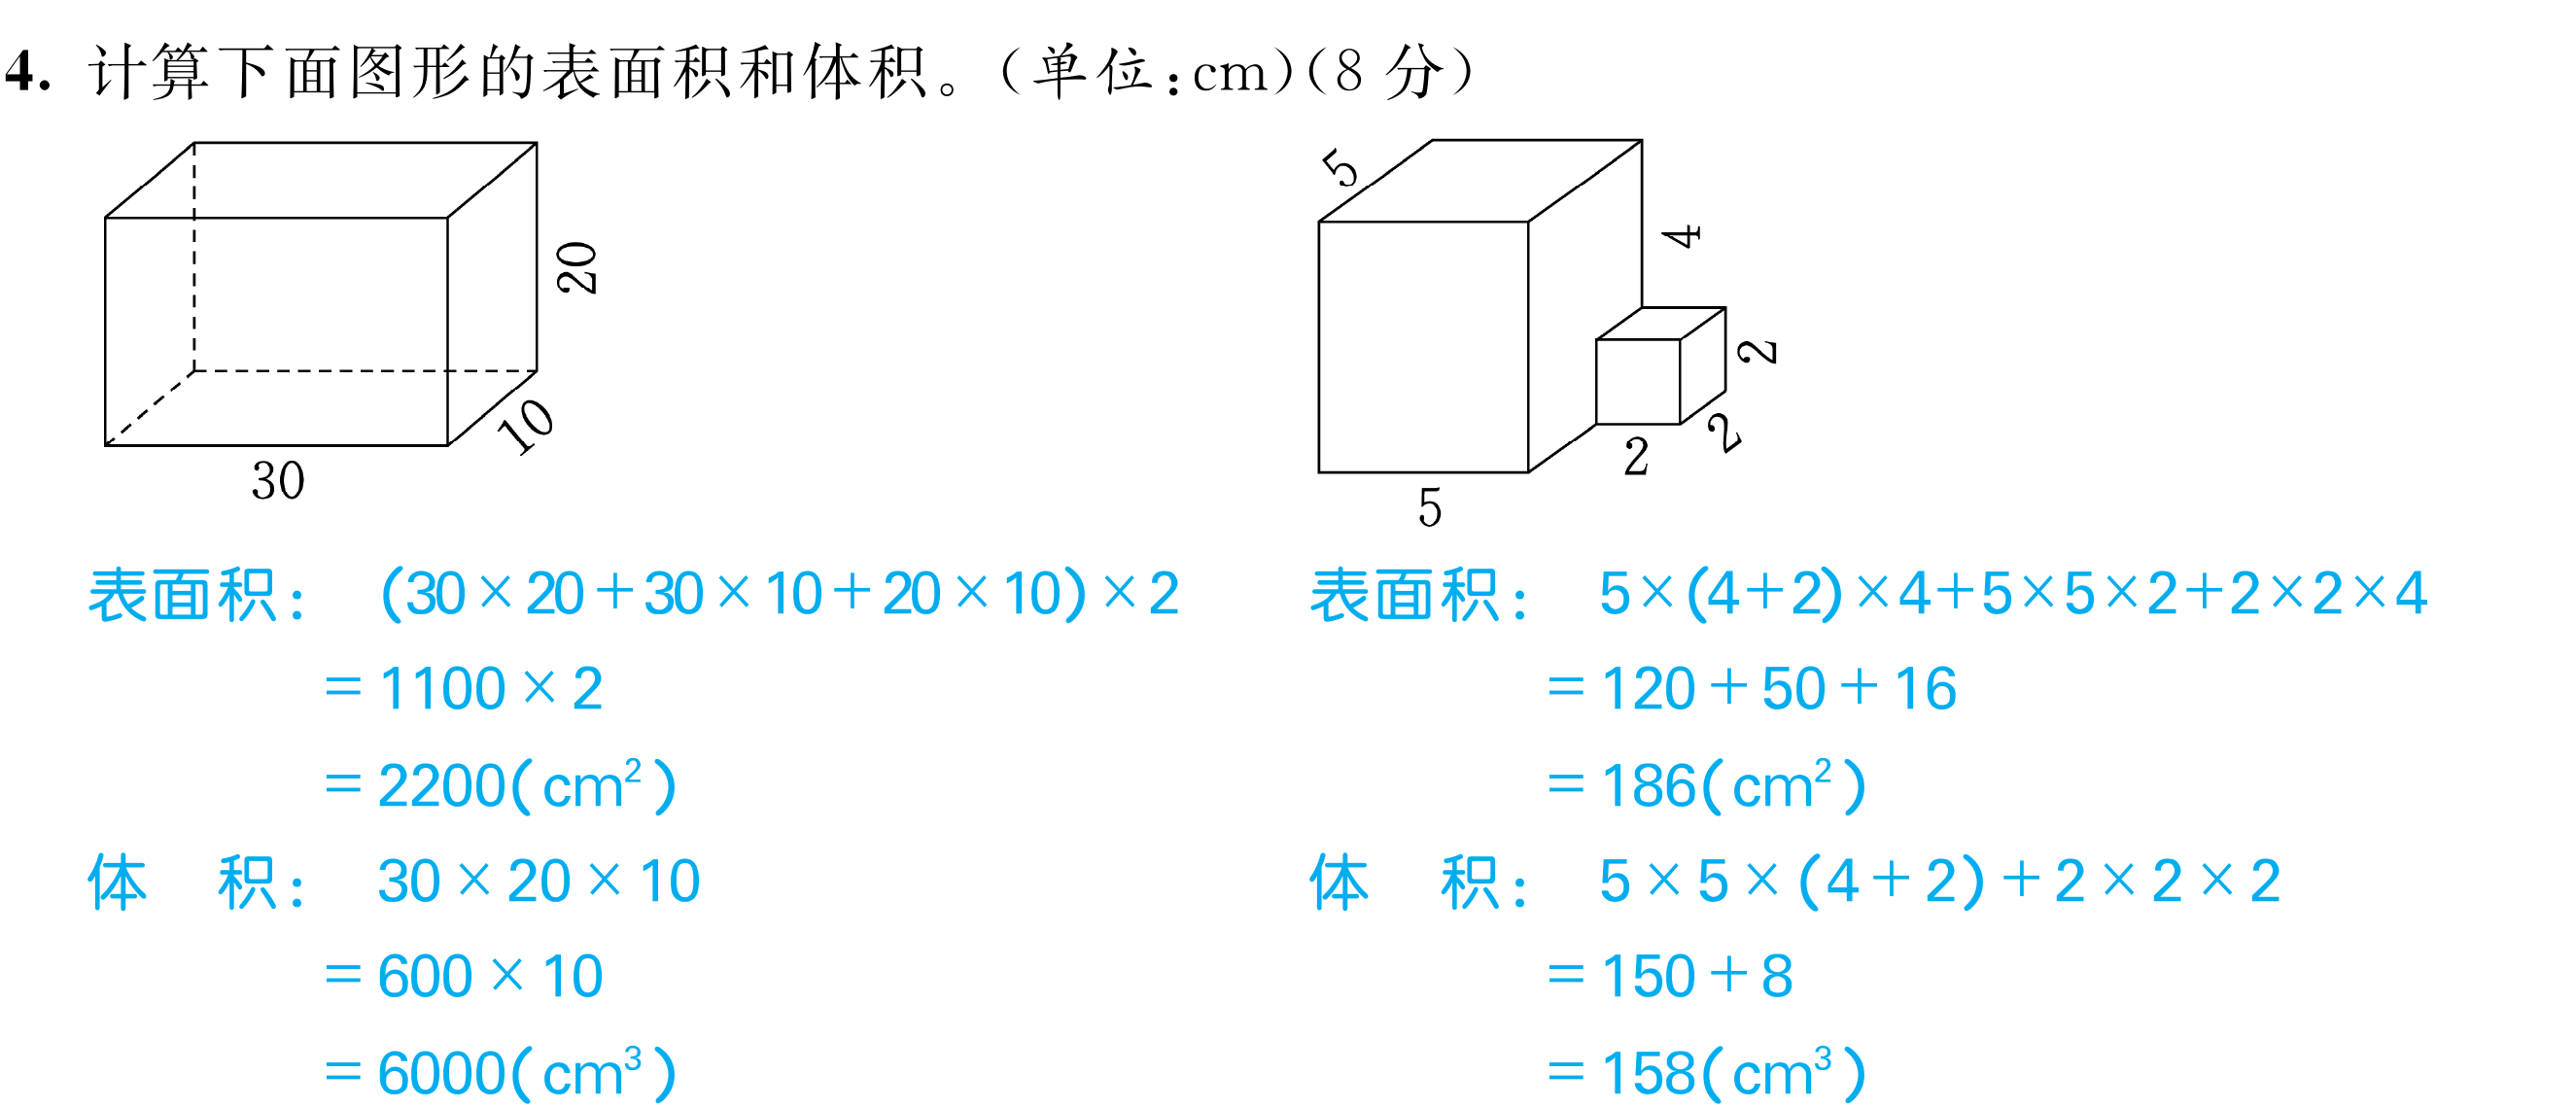 4. 计算下面图形的表面积和体积。(单位:cm)(8 分)
20
10
30
5
4
2
2
2
5
表面积: (30×20+30×10+20×10)×2
=1100×2
=2200(cm²)
体 积: 30×20×10
=600×10
=6000(cm³)
表面积: 5×(4+2)×4+5×5×2+2×2×4
=120+50+16
=186(cm²)
体 积: 5×5×(4+2)+2×2×2
=150+8
=158(cm³)